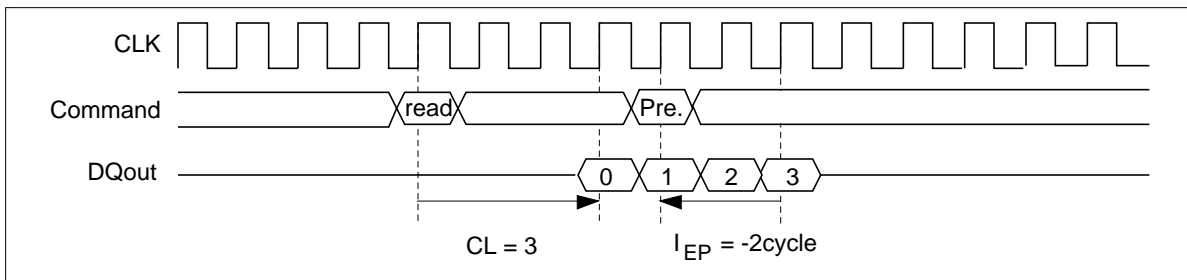 CLK
Command read Pre.
DQout 0 1 2 3
CL = 3 I EP = -2cycle